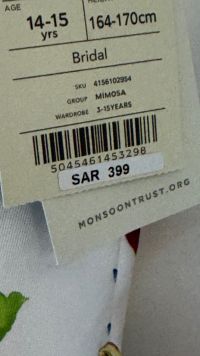 AGE
14-15
yrs
164-170cm
Bridal
SKU 4156102954
GROUP MIMOSA
WARDROBE 3-15YEARS
5045461453298
SAR 399
MONSOONTRUST.ORG